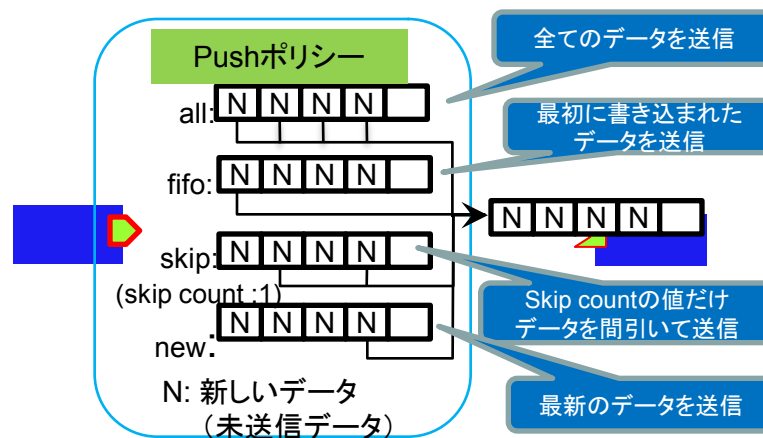 Pushポリシー
全てのデータを送信
all:
N N N N
最初に書き込まれた
データを送信
fifo:
N N N N
N N N N
skip:
N N N N
(skip count :1)
Skip countの値だけ
データを間引いて送信
new:
N N N N
N: 新しいデータ
（未送信データ）
最新のデータを送信